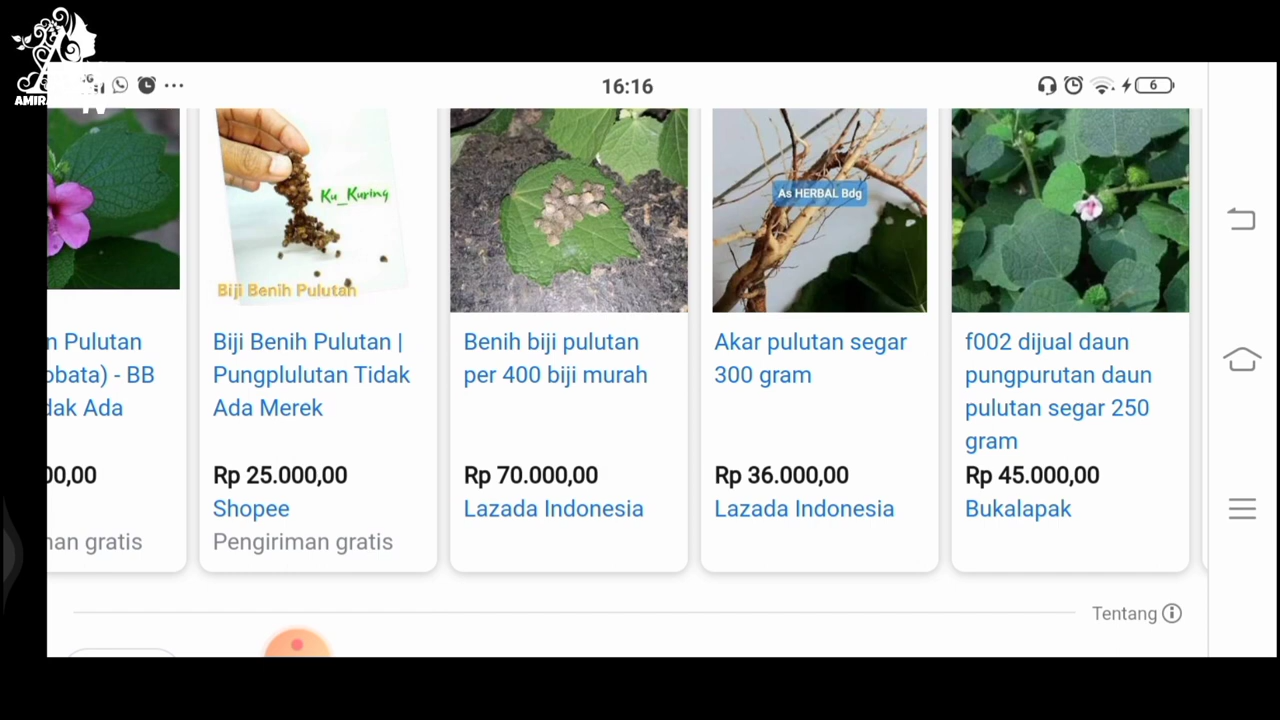 AMIRA
16:16
6
Ku_Kuring
Biji Benih Pulutan
As HERBAL Bdg
n Pulutan
obata) - BB
dak Ada
00,00
nan gratis
Biji Benih Pulutan |
Pungplulutan Tidak
Ada Merek
Rp 25.000,00
Shopee
Pengiriman gratis
Benih biji pulutan
per 400 biji murah
Rp 70.000,00
Lazada Indonesia
Akar pulutan segar
300 gram
Rp 36.000,00
Lazada Indonesia
f002 dijual daun
pungpurutan daun
pulutan segar 250
gram
Rp 45.000,00
Bukalapak
Tentang